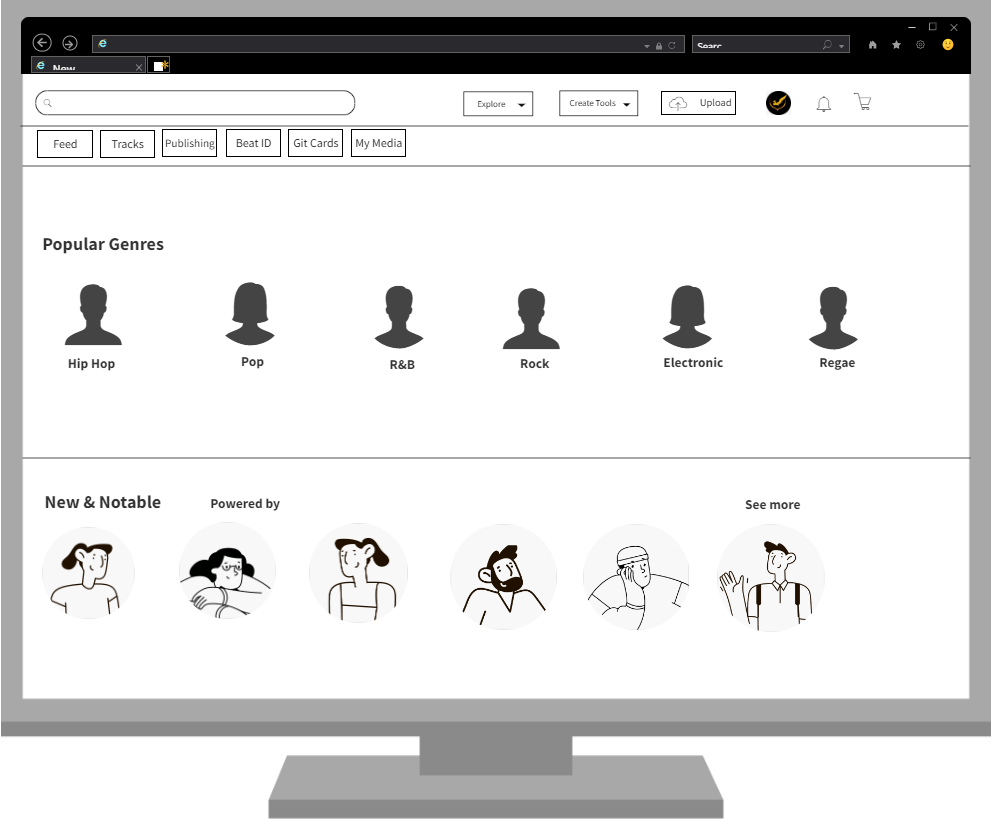 Searc
New
Explore
Create Tools
Upload
Feed
Tracks
Publishing
Beat ID
Git Cards
My Media
Popular Genres
Hip Hop
Pop
R&B
Rock
Electronic
Regae
New & Notable
Powered by
See more